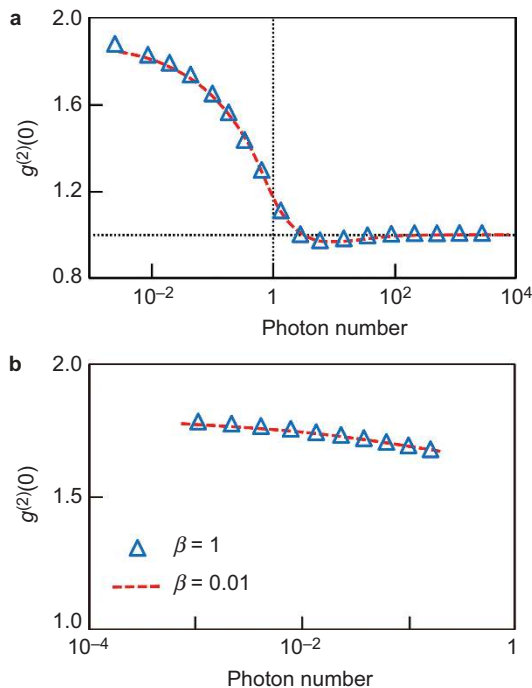 a
2.0
1.6
1.2
0.8
g⁽²⁾(0)
10⁻² 1 10² 10⁴
Photon number
b
2.0
1.5
1.0
g⁽²⁾(0)
β = 1
β = 0.01
10⁻⁴ 10⁻² 1
Photon number